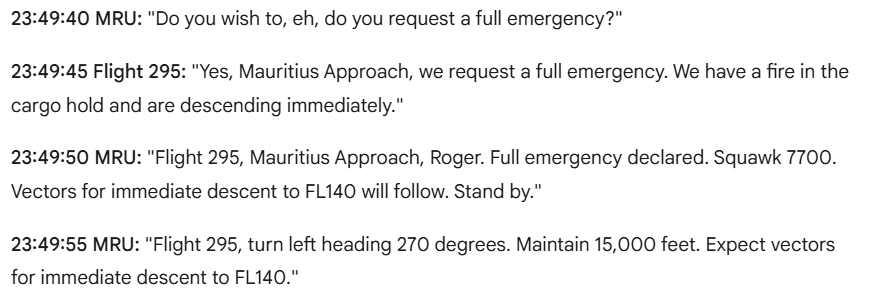 23:49:40 MRU: "Do you wish to, eh, do you request a full emergency?"
23:49:45 Flight 295: "Yes, Mauritius Approach, we request a full emergency. We have a fire in the
cargo hold and are descending immediately."
23:49:50 MRU: "Flight 295, Mauritius Approach, Roger. Full emergency declared. Squawk 7700.
Vectors for immediate descent to FL140 will follow. Stand by."
23:49:55 MRU: "Flight 295, turn left heading 270 degrees. Maintain 15,000 feet. Expect vectors
for immediate descent to FL140."